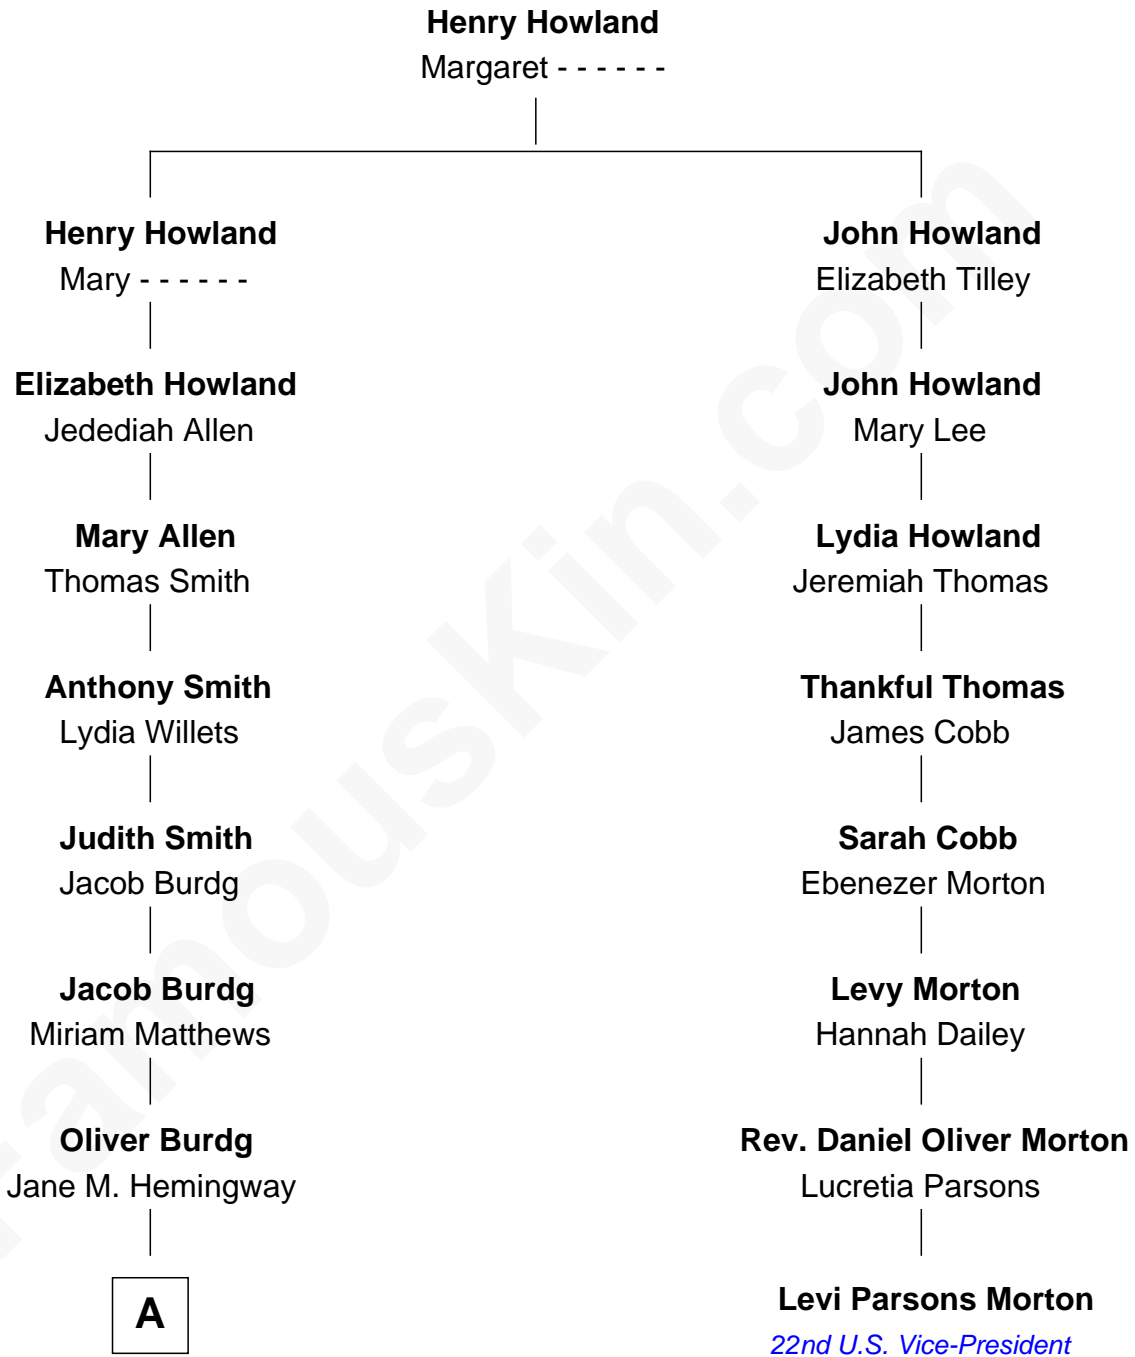 Henry Howland
Margaret - - - - - -
Henry Howland
Mary - - - - - -
Elizabeth Howland
Jedediah Allen
Mary Allen
Thomas Smith
Anthony Smith
Lydia Willets
Judith Smith
Jacob Burdg
Jacob Burdg
Miriam Matthews
Oliver Burdg
Jane M. Hemingway
A
John Howland
Elizabeth Tilley
John Howland
Mary Lee
Lydia Howland
Jeremiah Thomas
Thankful Thomas
James Cobb
Sarah Cobb
Ebenezer Morton
Levy Morton
Hannah Dailey
Rev. Daniel Oliver Morton
Lucretia Parsons
Levi Parsons Morton
22nd U.S. Vice-President
FamousKin.com